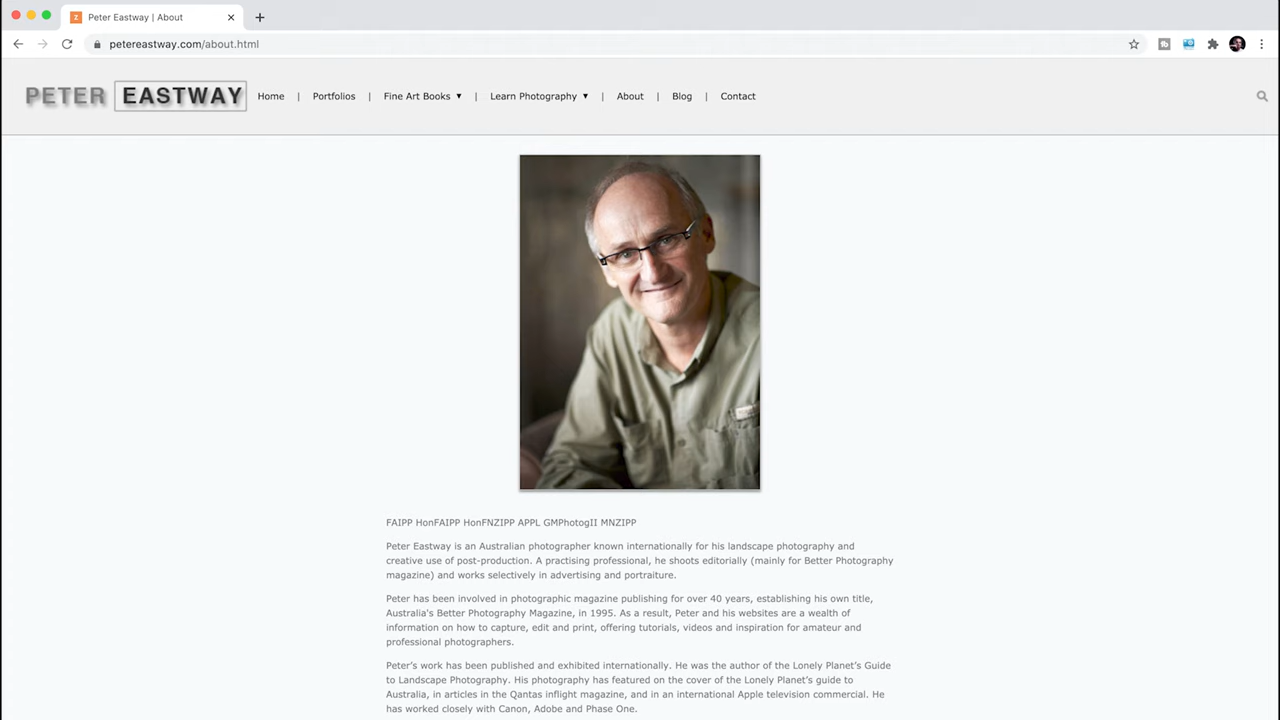 Peter Eastway | About
petereastway.com/about.html
PETER EASTWAY Home | Portfolios | Fine Art Books ▼ | Learn Photography ▼ | About | Blog | Contact
FAIPP HonFAIPP HonFNZIPP APPL GMPhotogII MNZIPP
Peter Eastway is an Australian photographer known internationally for his landscape photography and
creative use of post-production. A practising professional, he shoots editorially (mainly for Better Photography
magazine) and works selectively in advertising and portraiture.
Peter has been involved in photographic magazine publishing for over 40 years, establishing his own title,
Australia's Better Photography Magazine, in 1995. As a result, Peter and his websites are a wealth of
information on how to capture, edit and print, offering tutorials, videos and inspiration for amateur and
professional photographers.
Peter’s work has been published and exhibited internationally. He was the author of the Lonely Planet’s Guide
to Landscape Photography. His photography has featured on the cover of the Lonely Planet’s guide to
Australia, in articles in the Qantas inflight magazine, and in an international Apple television commercial. He
has worked closely with Canon, Adobe and Phase One.